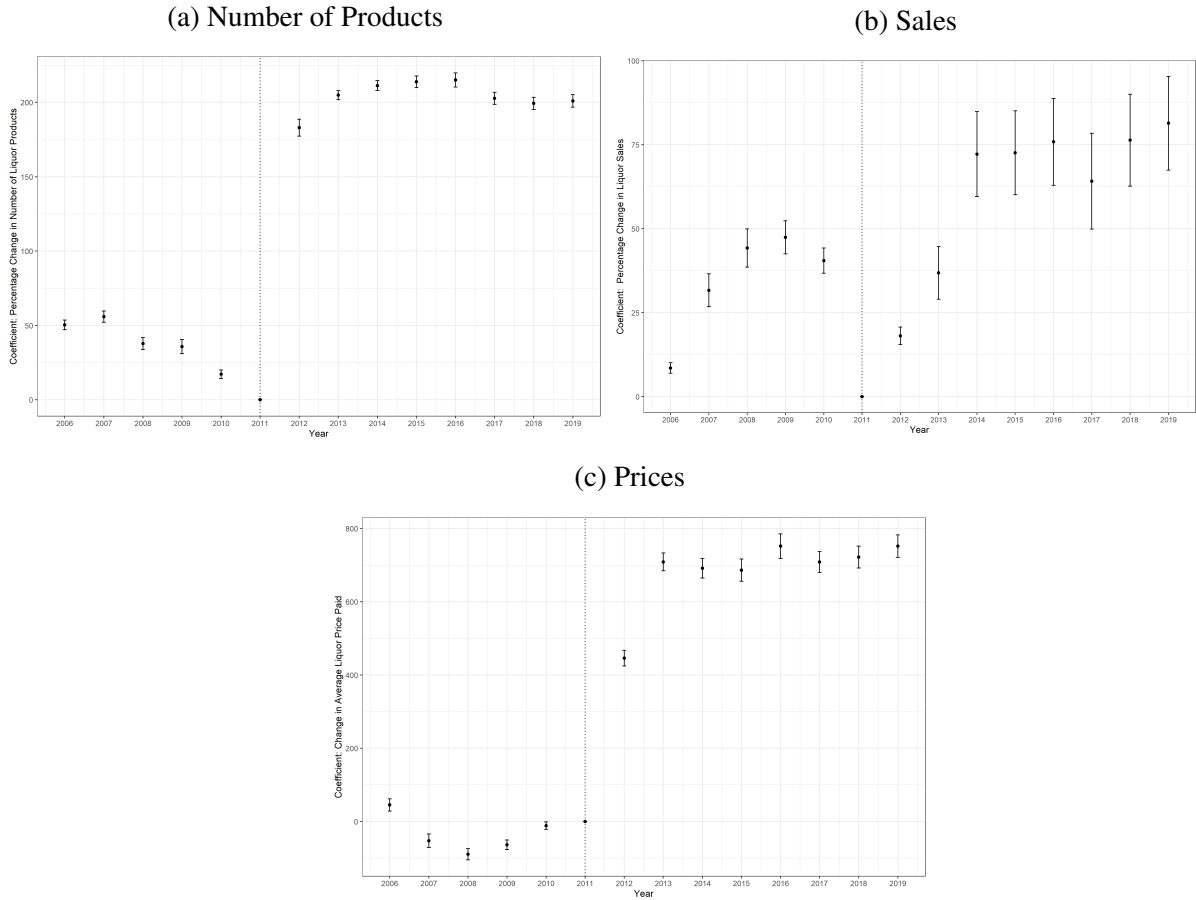 (a) Number of Products
Coefficient: Percentage Change in Number of Liquor Products
200
150
100
50
0
2006 2007 2008 2009 2010 2011 2012 2013 2014 2015 2016 2017 2018 2019
Year
(b) Sales
Coefficient: Percentage Change in Liquor Sales
100
75
50
25
0
2006 2007 2008 2009 2010 2011 2012 2013 2014 2015 2016 2017 2018 2019
Year
(c) Prices
Coefficient: Change in Average Liquor Price Paid
800
600
400
200
0
2006 2007 2008 2009 2010 2011 2012 2013 2014 2015 2016 2017 2018 2019
Year